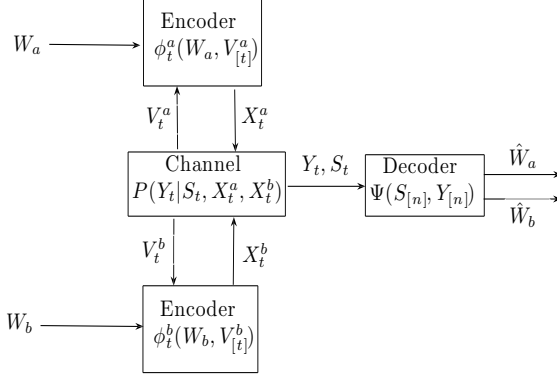 Encoder
W_a
ϕ_t^a(W_a, V_{[t]}^a)
V_t^a
X_t^a
Channel
P(Y_t|S_t, X_t^a, X_t^b)
Y_t, S_t
Decoder
Ψ(S_{[n]}, Y_{[n]})
Ŵ_a
Ŵ_b
V_t^b
X_t^b
Encoder
W_b
ϕ_t^b(W_b, V_{[t]}^b)